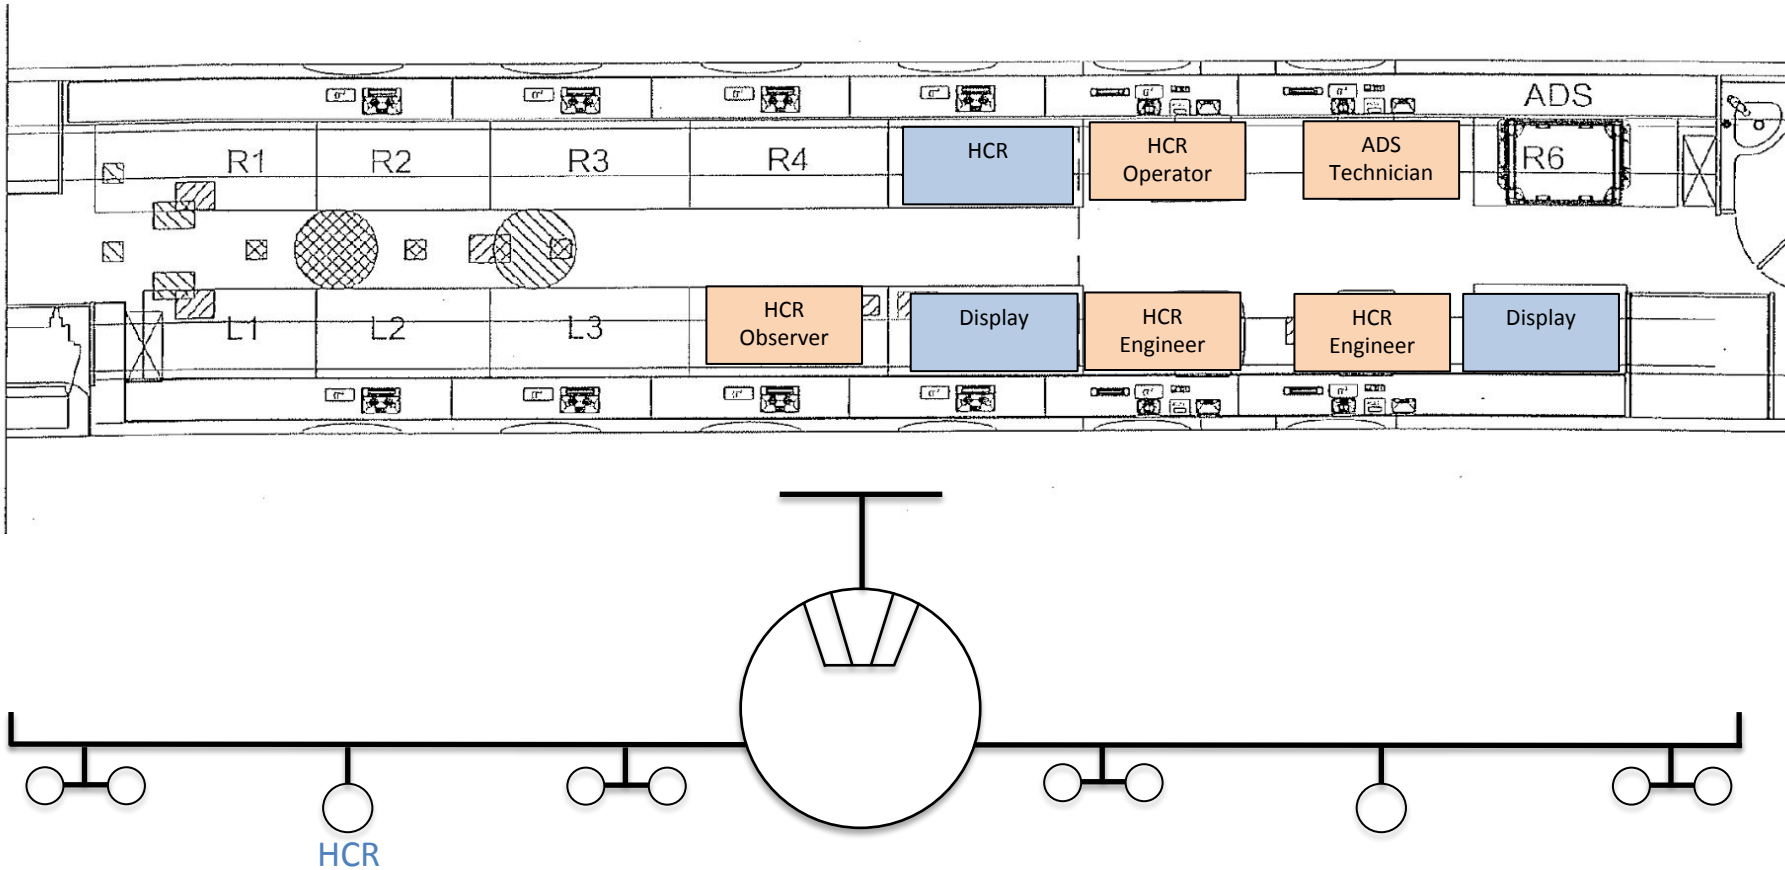 ADS
R1
R2
R3
R4
HCR
HCR
Operator
ADS
Technician
R6
L1
L2
L3
HCR
Observer
Display
HCR
Engineer
HCR
Engineer
Display
HCR